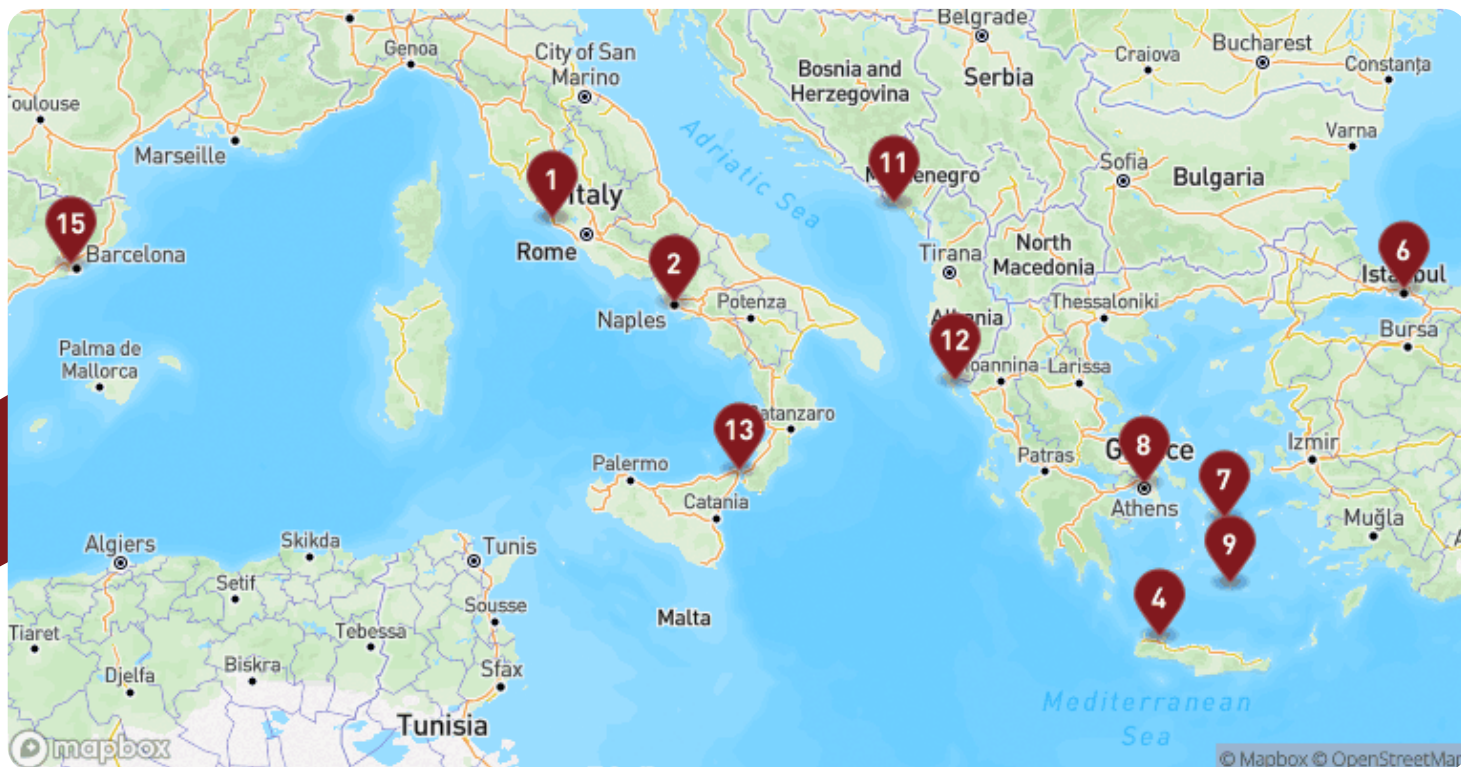 Belgrade
Bucharest
Craiova
Constanța
Genoa
City of San
Marino
Bosnia and
Herzegovina
Serbia
Toulouse
Marseille
Adriatic Sea
Varna
Sofia
Bulgaria
11
Montenegro
1
Italy
15
Barcelona
Rome
2
Tirana
North
Macedonia
6
Istanbul
Naples
Potenza
Thessaloniki
Albania
Bursa
12
Palma de
Mallorca
Ioannina
Larissa
Catanzaro
13
8
Greece
Izmir
Palermo
Patras
7
Catania
Athens
Muğla
9
Algiers
Skikda
Tunis
Setif
4
Sousse
Malta
Tiaret
Tebessa
Biskra
Djelfa
Sfax
Mediterranean
Sea
Tunisia
mapbox
© Mapbox © OpenStreetMap